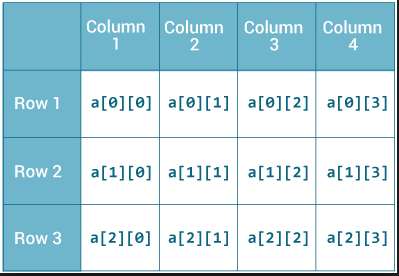 Column 1 Column 2 Column 3 Column 4
Row 1 a[0][0] a[0][1] a[0][2] a[0][3]
Row 2 a[1][0] a[1][1] a[1][2] a[1][3]
Row 3 a[2][0] a[2][1] a[2][2] a[2][3]